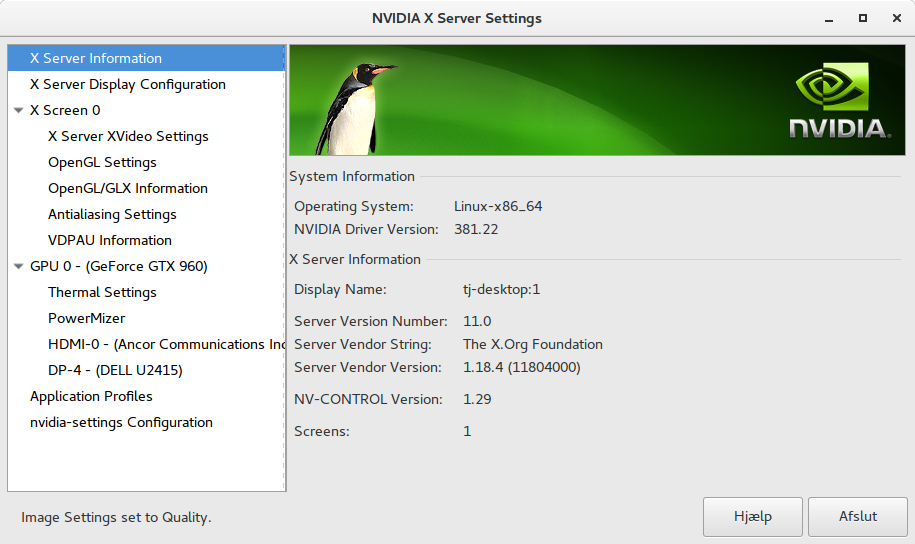 NVIDIA X Server Settings
X Server Information
X Server Display Configuration
X Screen 0
X Server XVideo Settings
OpenGL Settings
OpenGL/GLX Information
Antialiasing Settings
VDPAU Information
GPU 0 - (GeForce GTX 960)
Thermal Settings
PowerMizer
HDMI-0 - (Ancor Communications Inc
DP-4 - (DELL U2415)
Application Profiles
nvidia-settings Configuration
NVIDIA.
System Information
Operating System: Linux-x86_64
NVIDIA Driver Version: 381.22
X Server Information
Display Name: tj-desktop:1
Server Version Number: 11.0
Server Vendor String: The X.Org Foundation
Server Vendor Version: 1.18.4 (11804000)
NV-CONTROL Version: 1.29
Screens: 1
Image Settings set to Quality.
Hjælp
Afslut